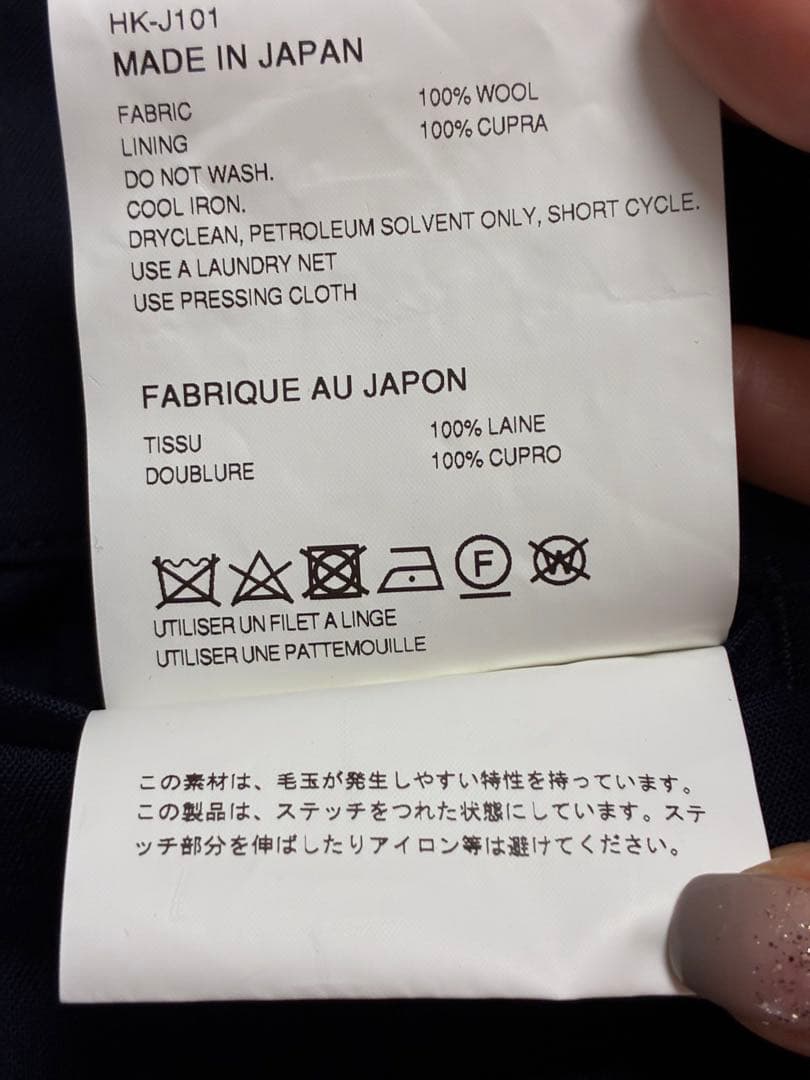 HK-J101
MADE IN JAPAN
FABRIC 100% WOOL
LINING 100% CUPRA
DO NOT WASH.
COOL IRON.
DRYCLEAN, PETROLEUM SOLVENT ONLY, SHORT CYCLE.
USE A LAUNDRY NET
USE PRESSING CLOTH
FABRIQUE AU JAPON
TISSU 100% LAINE
DOUBLURE 100% CUPRO
F W
UTILISER UN FILET A LINGE
UTILISER UNE PATTEMOUILLE
この素材は、毛玉が発生しやすい特性を持っています。
この製品は、ステッチをつれた状態にしています。ステ
ッチ部分を伸ばしたりアイロン等は避けてください。